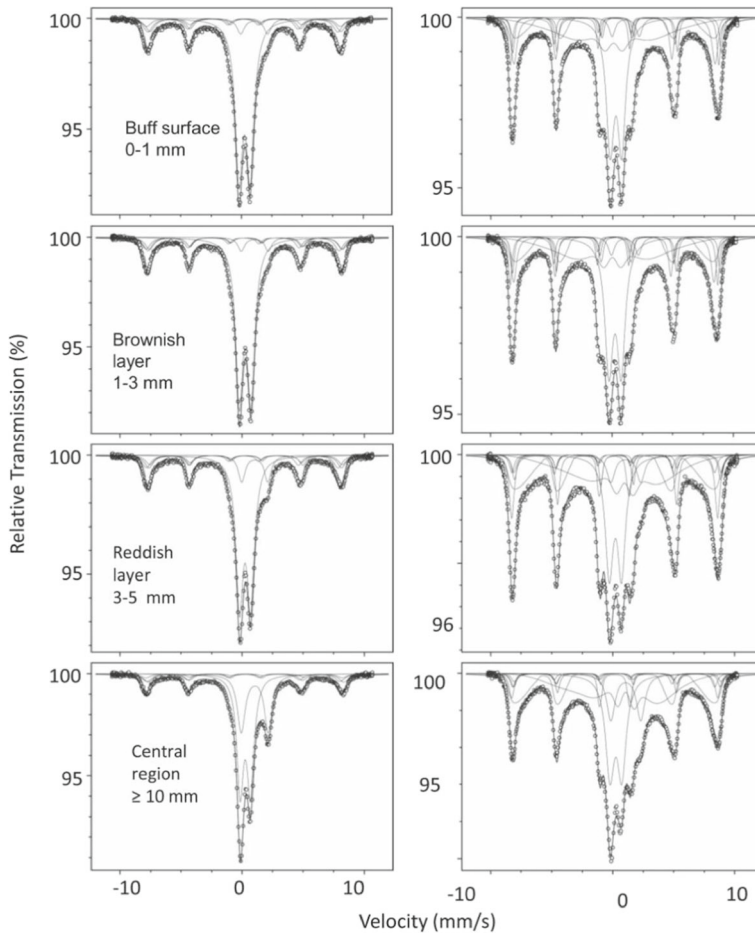 100
95
Buff surface
0-1 mm
100
95
100
95
Brownish
layer
1-3 mm
100
95
100
95
Reddish
layer
3-5 mm
100
96
100
95
Central
region
≥ 10 mm
100
95
-10
0
10
-10
0
10
Relative Transmission (%)
Velocity (mm/s)